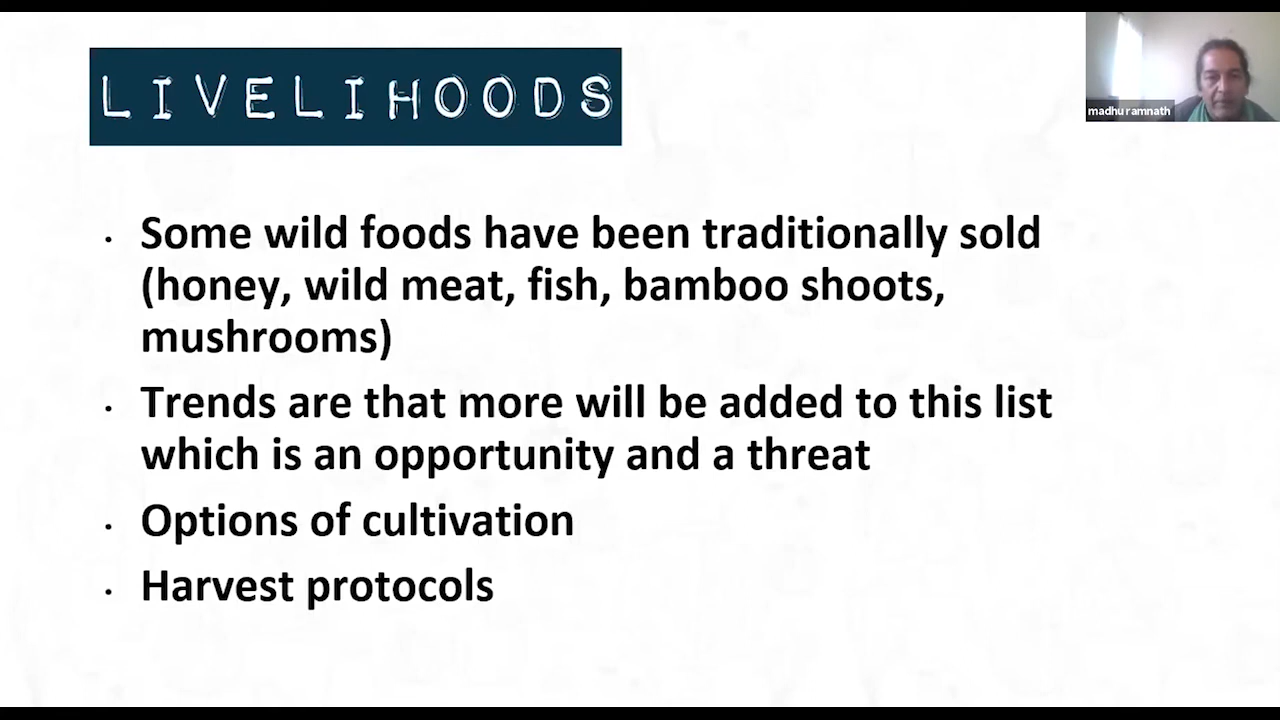 LIVELIHOODS
madhu ramnath
· Some wild foods have been traditionally sold
(honey, wild meat, fish, bamboo shoots,
mushrooms)
· Trends are that more will be added to this list
which is an opportunity and a threat
· Options of cultivation
· Harvest protocols